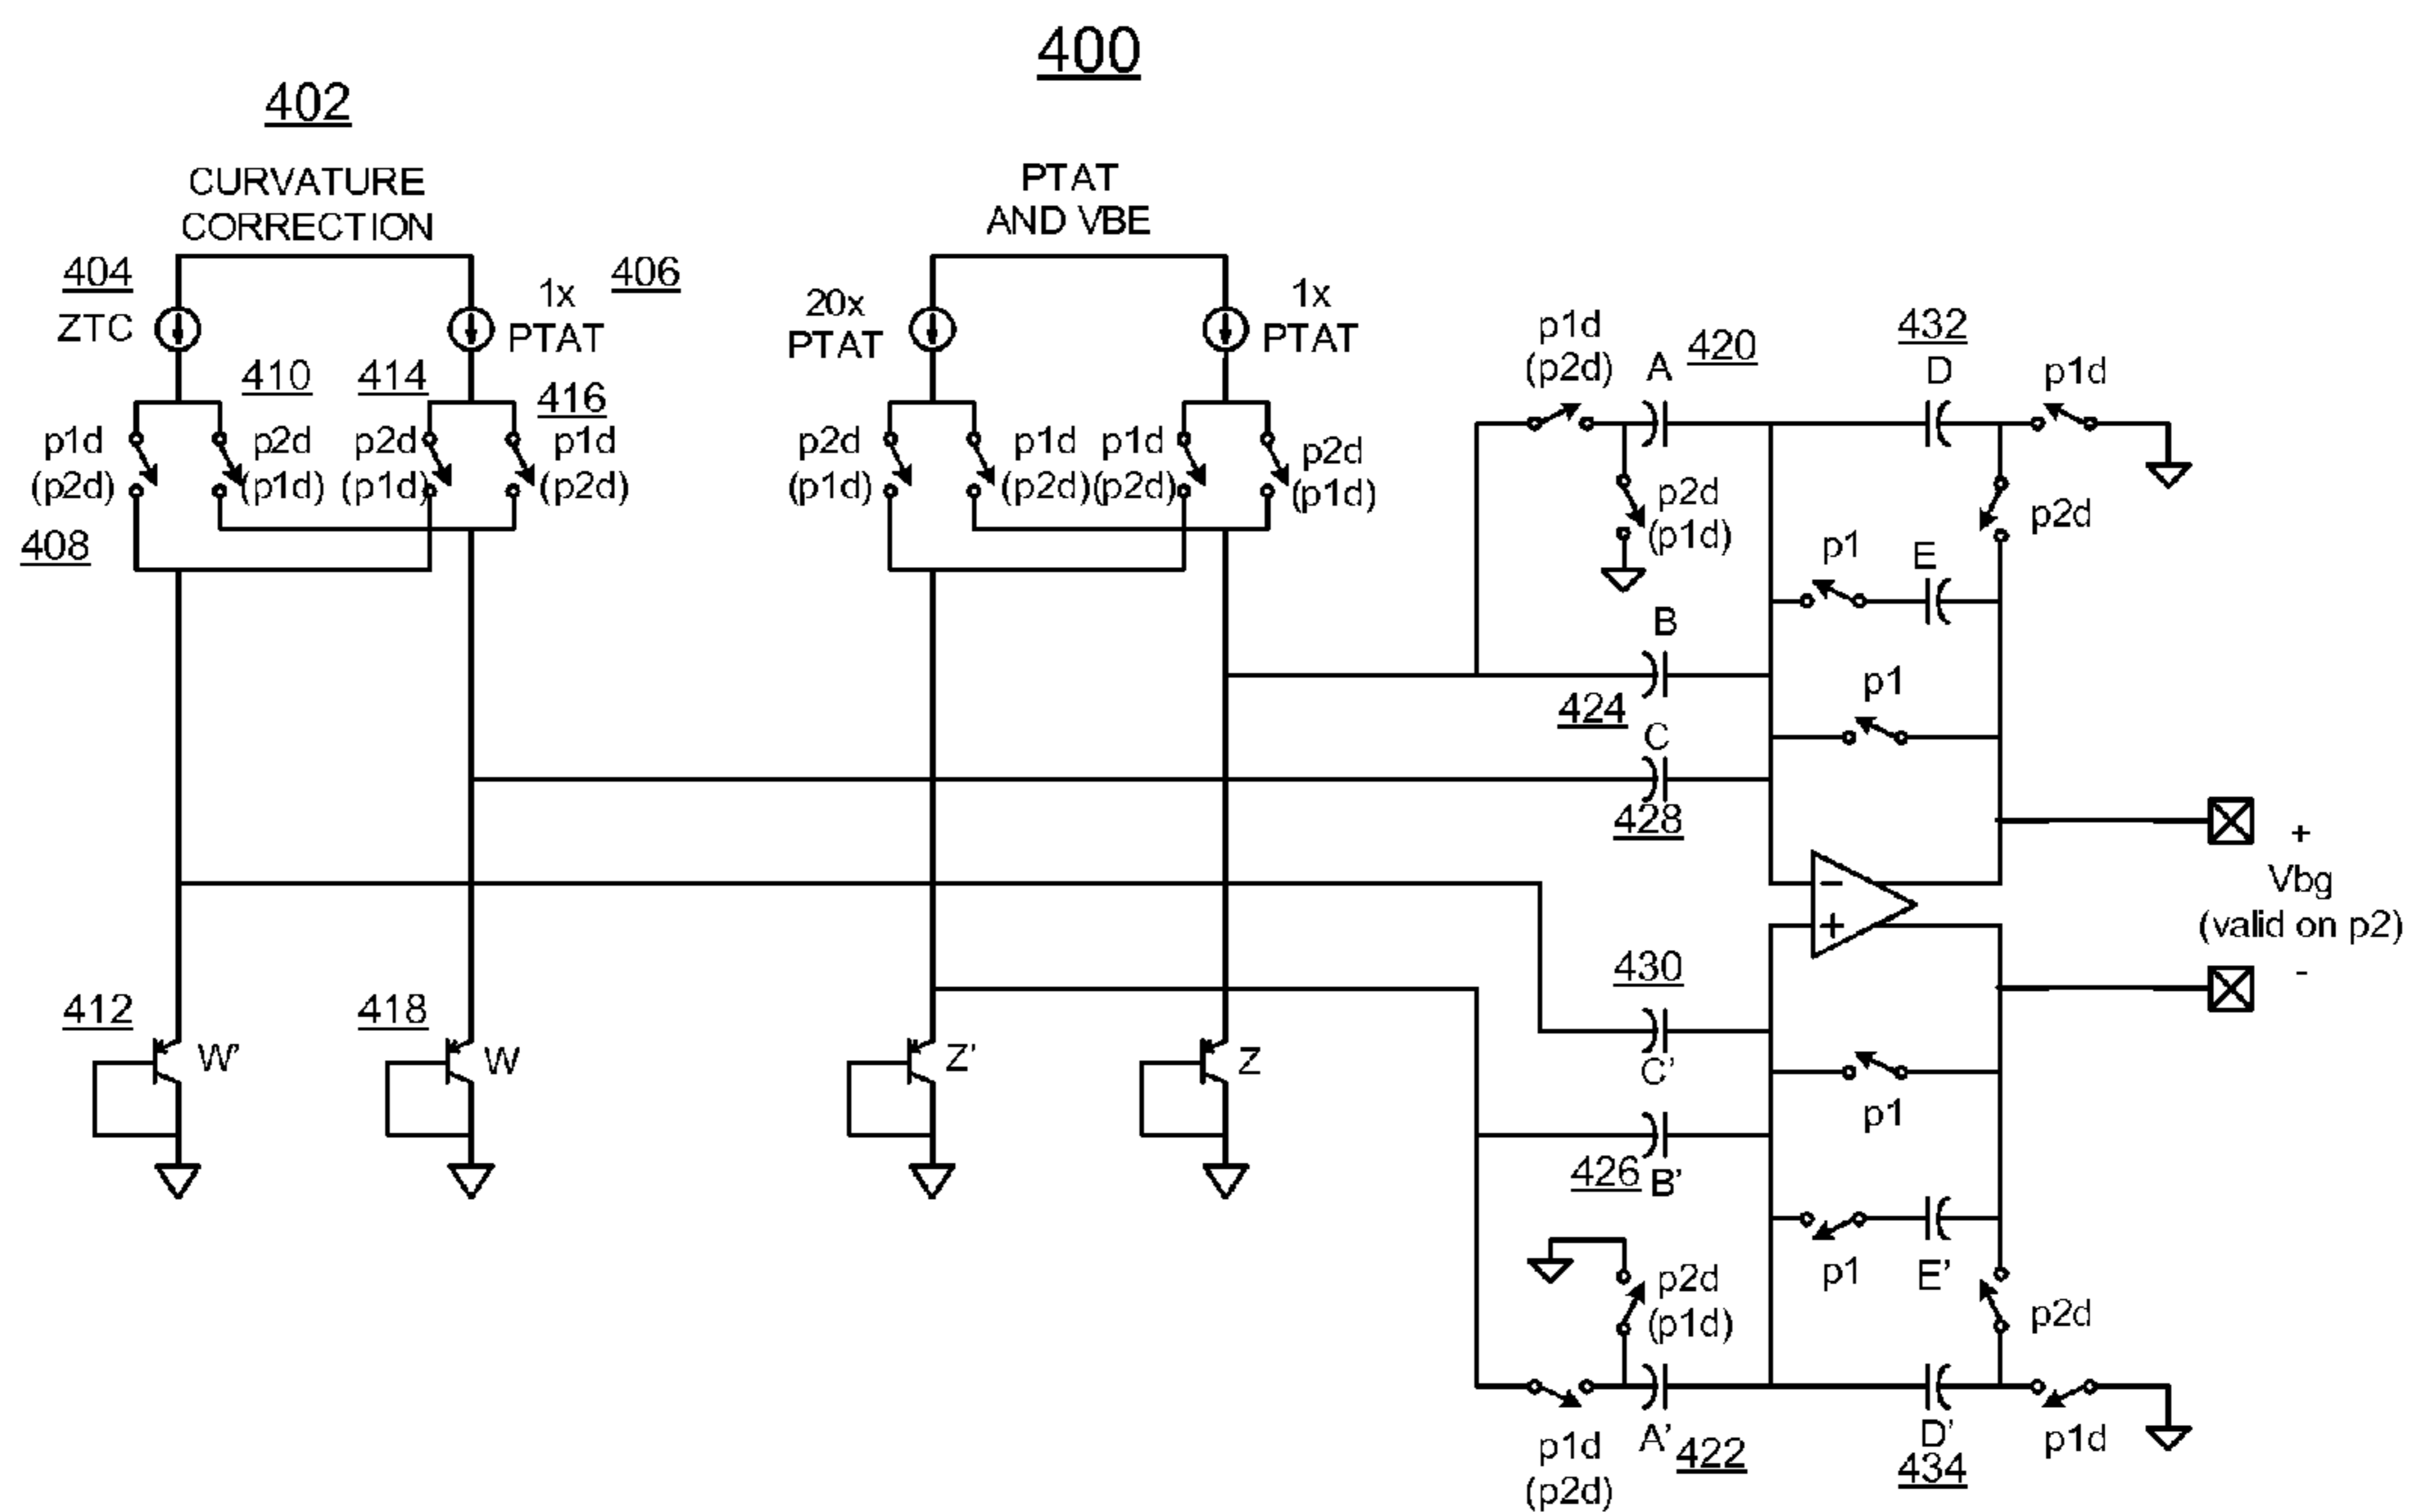 400
402
CURVATURE
CORRECTION
PTAT
AND VBE
404
ZTC
1x
PTAT
406
20x
PTAT
1x
PTAT
410
414
416
p1d
(p2d)
p2d
(p1d)
p2d
(p1d)
p1d
(p2d)
408
p2d
(p1d)
p1d
(p2d)
p1d
(p2d)
p2d
(p1d)
p1d
(p2d)
A
420
432
D
p1d
p2d
(p1d)
p2d
p1
E
B
424
p1
C
428
+
Vbg
(valid on p2)
-
−
+
430
C'
412
W'
418
W
Z'
Z
p1
426
B'
p1
E'
p2d
(p1d)
p2d
p1d
(p2d)
A'
422
D'
434
p1d